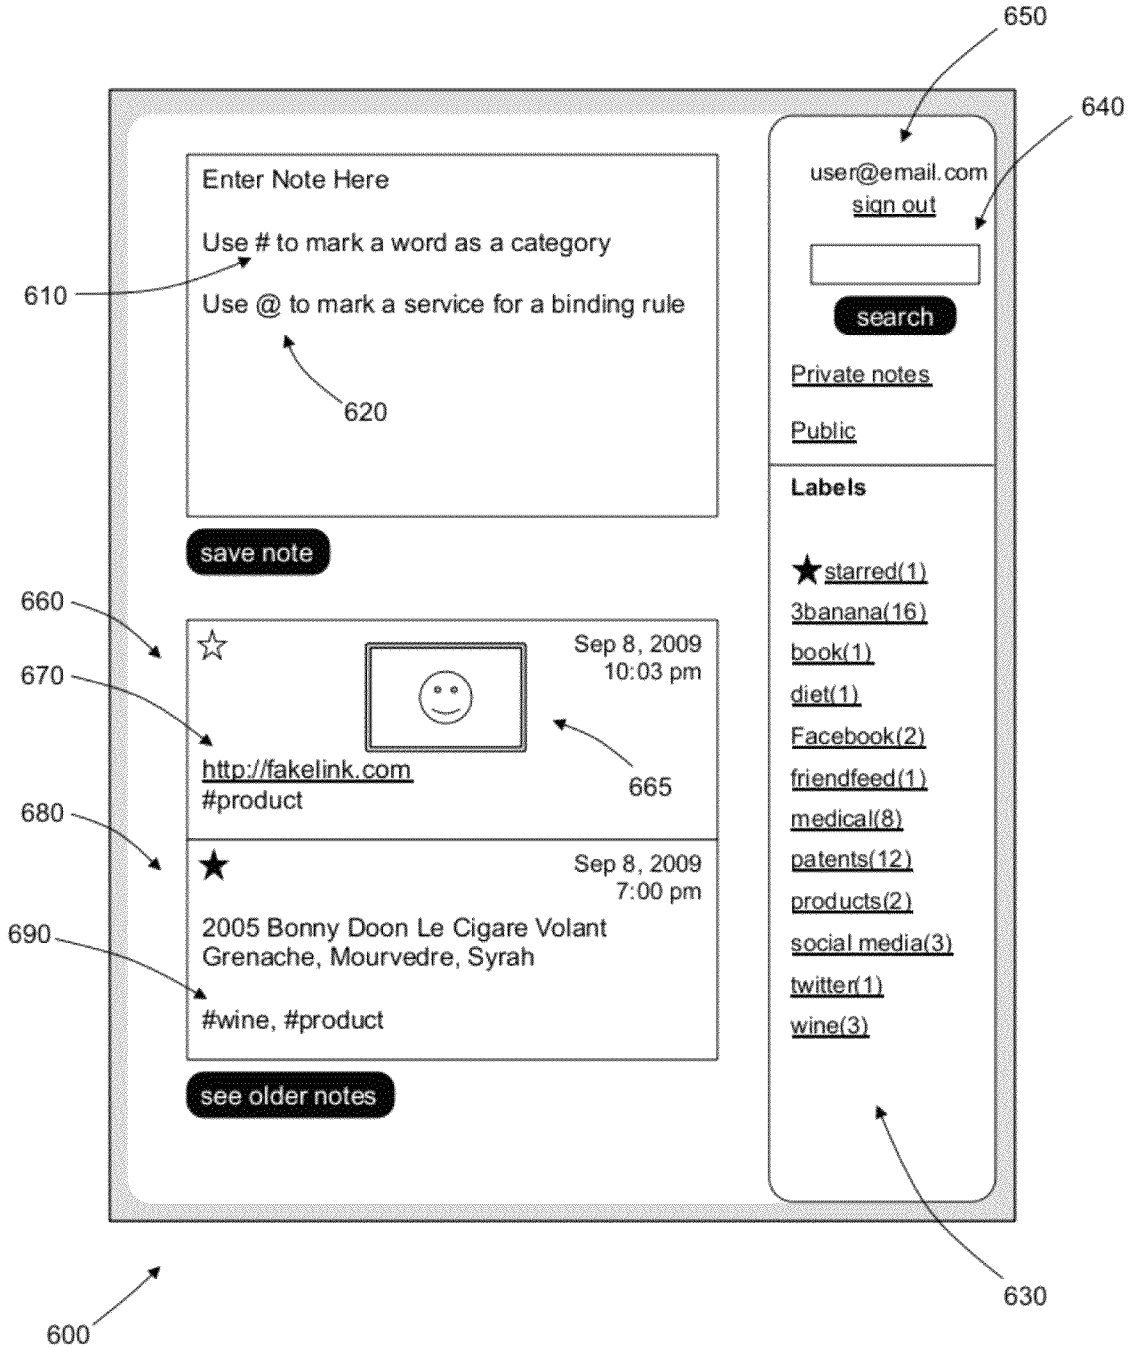 650
640
user@email.com
sign out
search
Private notes
Public
Enter Note Here
Use # to mark a word as a category
610
Use @ to mark a service for a binding rule
620
save note
Labels
starred(1)
3banana(16)
book(1)
diet(1)
Facebook(2)
friendfeed(1)
medical(8)
patents(12)
products(2)
social media(3)
twitter(1)
wine(3)
660
Sep 8, 2009
10:03 pm
670
http://fakelink.com
#product
665
680
Sep 8, 2009
7:00 pm
2005 Bonny Doon Le Cigare Volant
Grenache, Mourvedre, Syrah
690
#wine, #product
see older notes
630
600